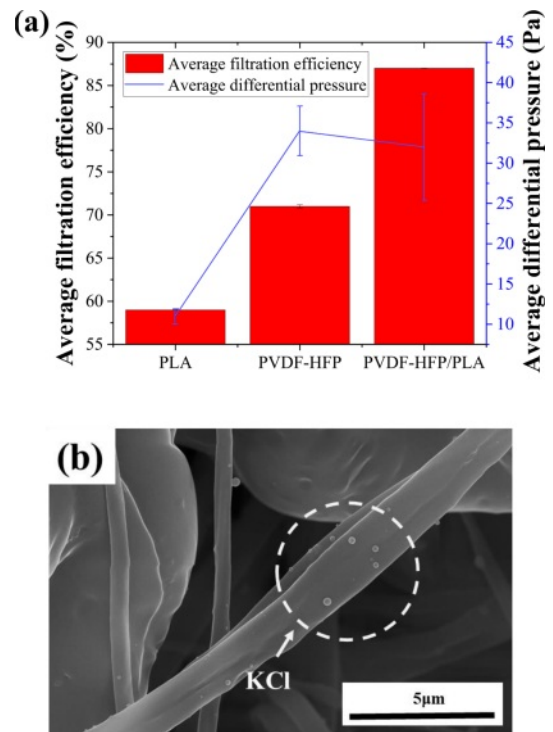 (a)
Average filtration efficiency (%)
90
85
80
75
70
65
60
55
Average filtration efficiency
Average differential pressure
45
40
35
30
25
20
15
10
Average differential pressure (Pa)
PLA
PVDF-HFP
PVDF-HFP/PLA
(b)
KCl
5μm